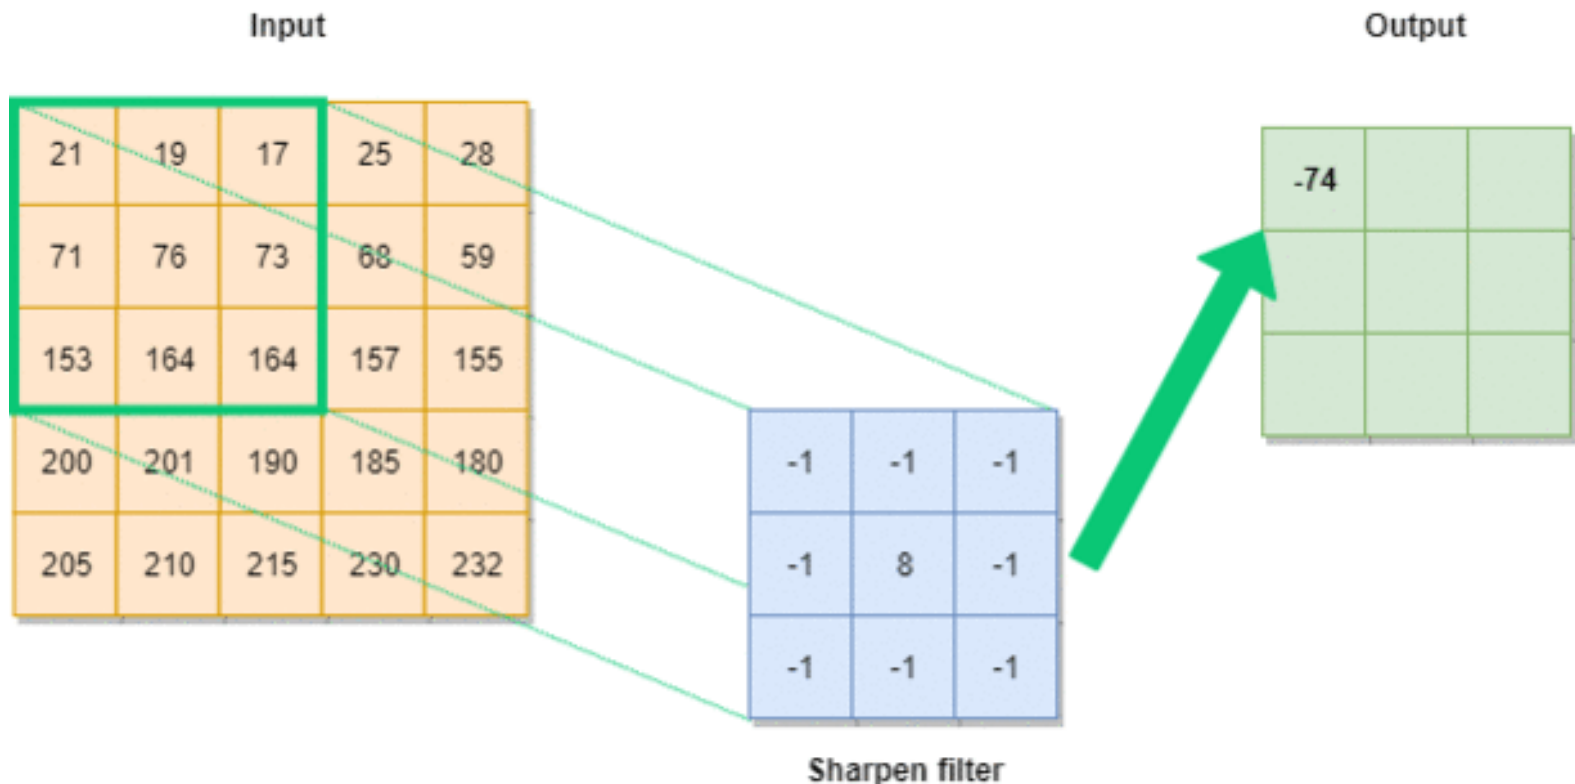 Input
Output
21 19 17 25 28
71 76 73 68 59
153 164 164 157 155
200 201 190 185 180
205 210 215 230 232
-74
-1 -1 -1
-1 8 -1
-1 -1 -1
Sharpen filter